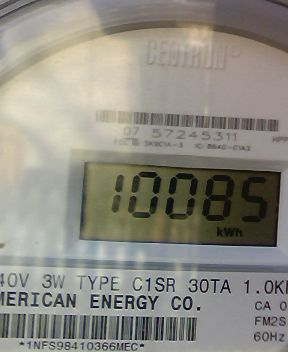 CENTRON®
07 57245311
10085
kWh
40V 3W TYPE C1SR 30TA 1.0K
MERICAN ENERGY CO.
CA 0
FM2S
60Hz
*1NFS98410366MEC*